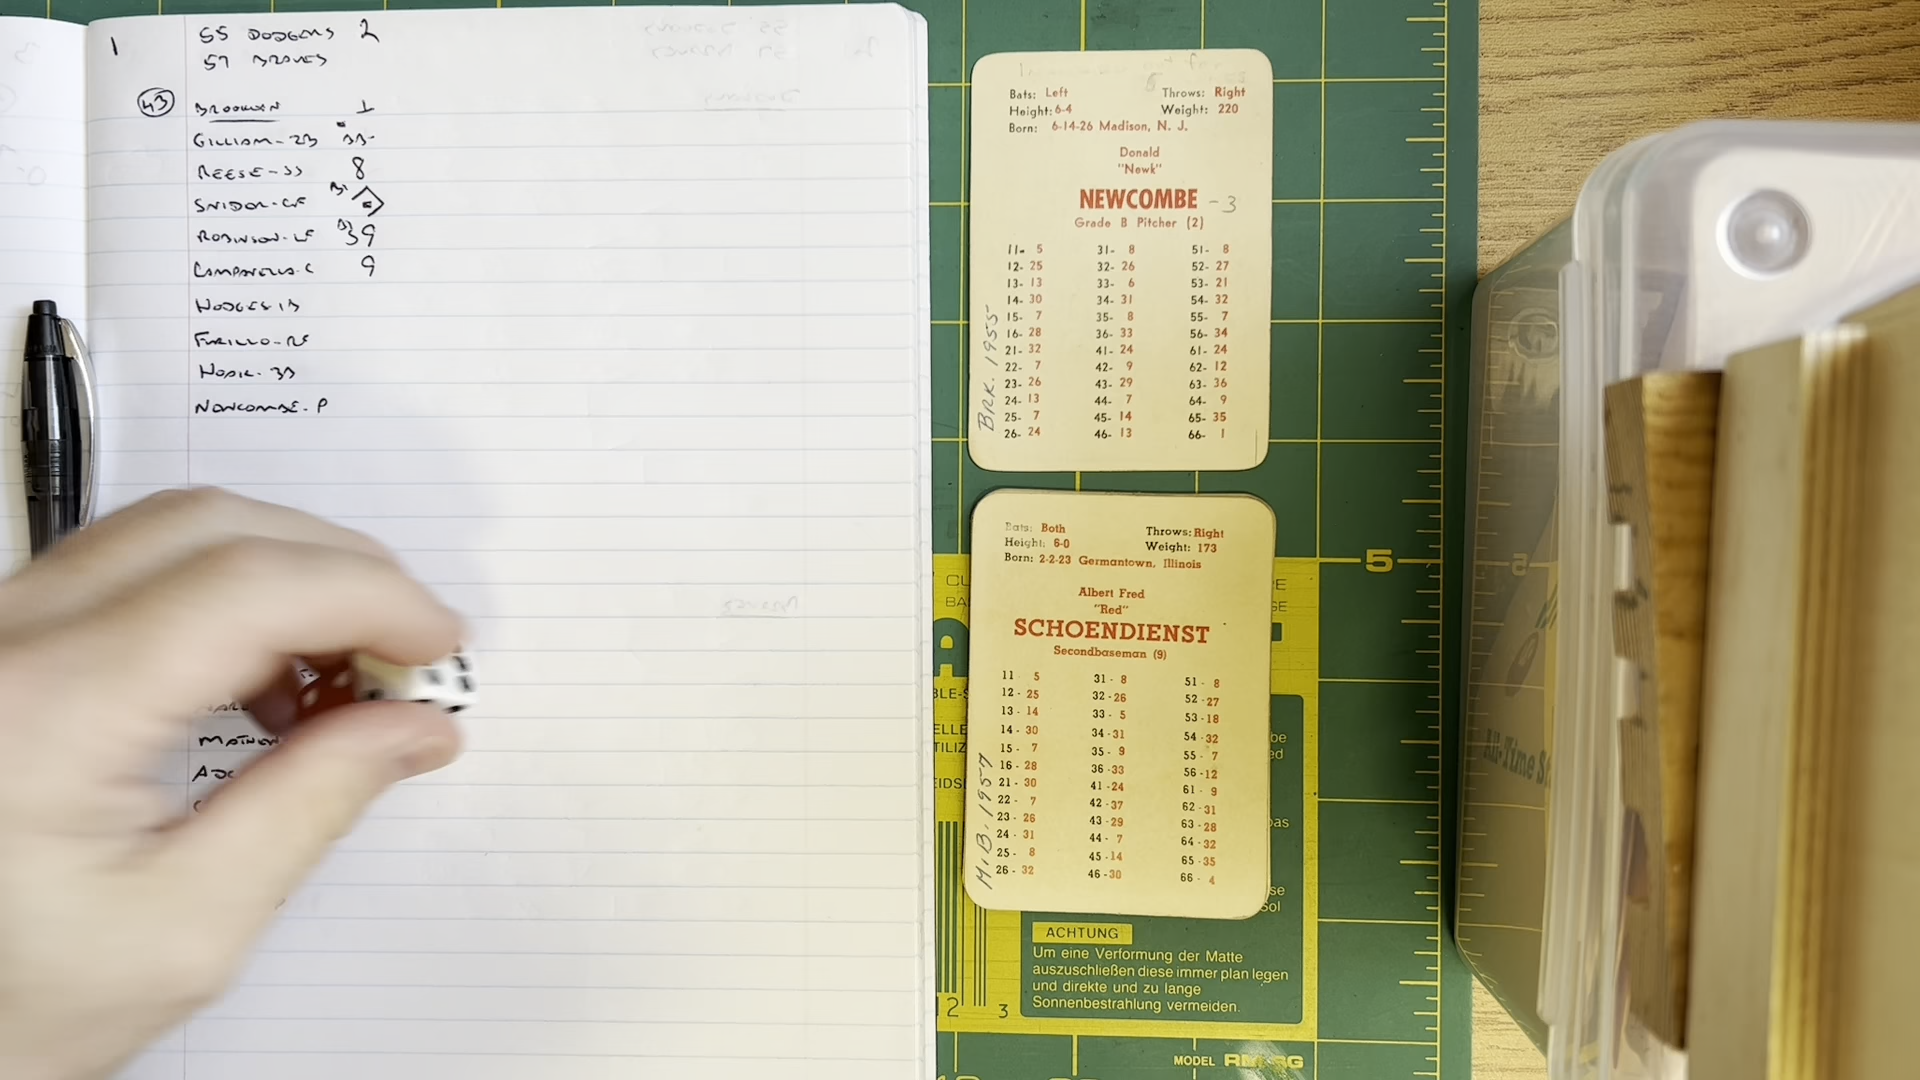 1 55 DODGERS 2
57 BRAVES
43 BROOKLYN 1
GILLIAM - 2B BB-
REESE - SS 8
SNIDER - CF
ROBINSON - LF 39
CAMPANELLA - C 9
HODGES 1B
FURILLO - RF
HOAK - 3B
NEWCOMBE - P
Bats: Left Throws: Right
Height: 6-4 Weight: 220
Born: 6-14-26 Madison, N. J.
Donald
"Newk"
NEWCOMBE - 3
Grade B Pitcher (2)
11- 5 31- 8 51- 8
12- 25 32- 26 52- 27
13- 13 33- 6 53- 21
14- 30 34- 31 54- 32
15- 7 35- 8 55- 7
16- 28 36- 33 56- 34
21- 32 41- 24 61- 24
22- 7 42- 9 62- 12
23- 26 43- 29 63- 36
24- 13 44- 7 64- 9
25- 7 45- 14 65- 35
26- 24 46- 13 66- 1
BRK. 1955
Bats: Both Throws: Right
Height: 6-0 Weight: 173
Born: 2-2-23 Germantown, Illinois
Albert Fred
"Red"
SCHOENDIENST
Secondbaseman (9)
11 5 31 - 8 51 - 8
12 - 25 32 - 26 52 - 27
13 - 14 33 - 5 53 - 18
14 - 30 34 - 31 54 - 32
15 - 7 35 - 9 55 - 7
16 - 28 36 - 33 56 - 12
21 - 30 41 - 24 61 - 9
22 - 7 42 - 37 62 - 31
23 - 26 43 - 29 63 - 28
24 - 31 44 - 7 64 - 32
25 - 8 45 - 14 65 - 35
26 - 32 46 - 30 66 - 4
MIL. 1957
5
ACHTUNG
Um eine Verformung der Matte
auszuschließen diese immer plan legen
und direkte und zu lange
Sonnenbestrahlung vermeiden.
12 3
MODEL
All-Time